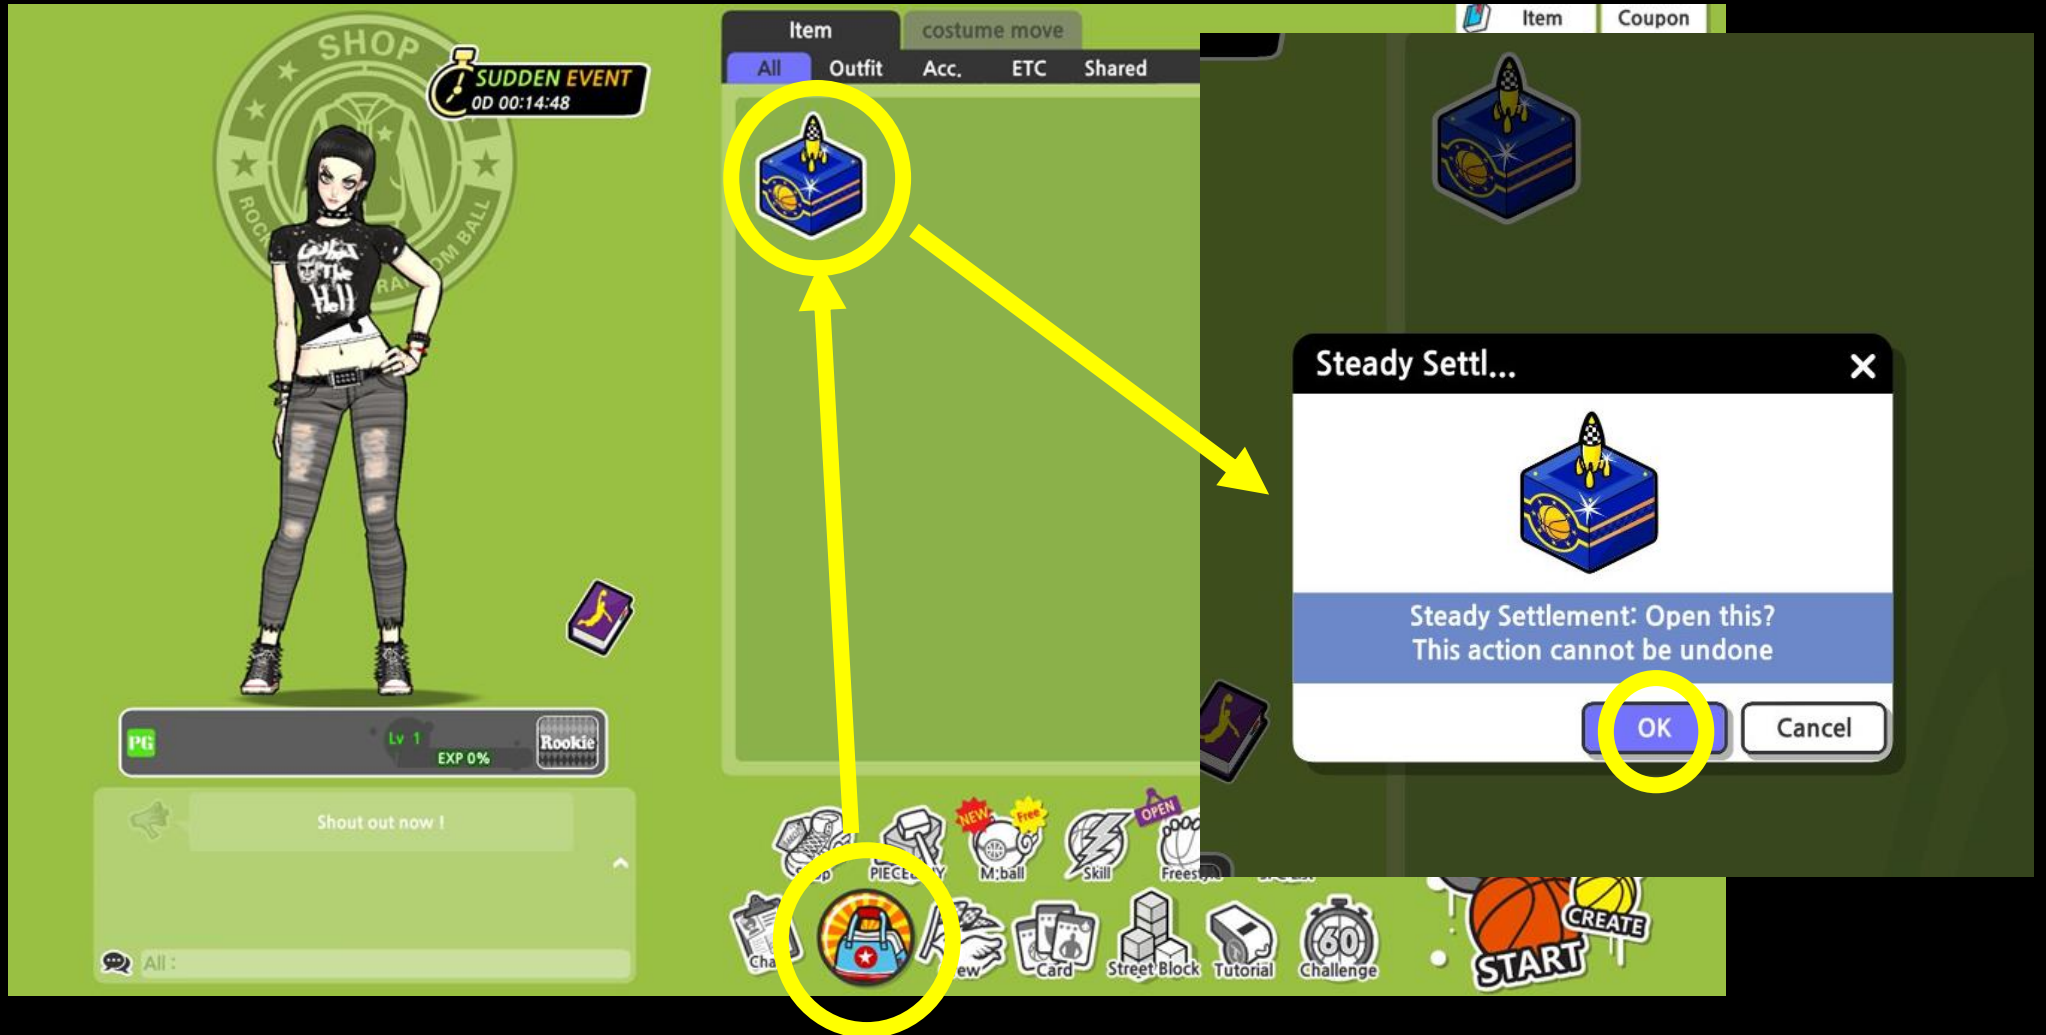 SHOP
SUDDEN EVENT
0D 00:14:48
Item
costume move
Item
Coupon
All
Outfit
Acc.
ETC
Shared
Steady Settl...
Steady Settlement: Open this?
This action cannot be undone
OK
Cancel
PG
Lv 1
EXP 0%
Rookie
Shout out now !
All :
NEW
Free
OPEN
M;ball
Skill
Card
Street Block
Tutorial
60
Challenge
START
CREATE